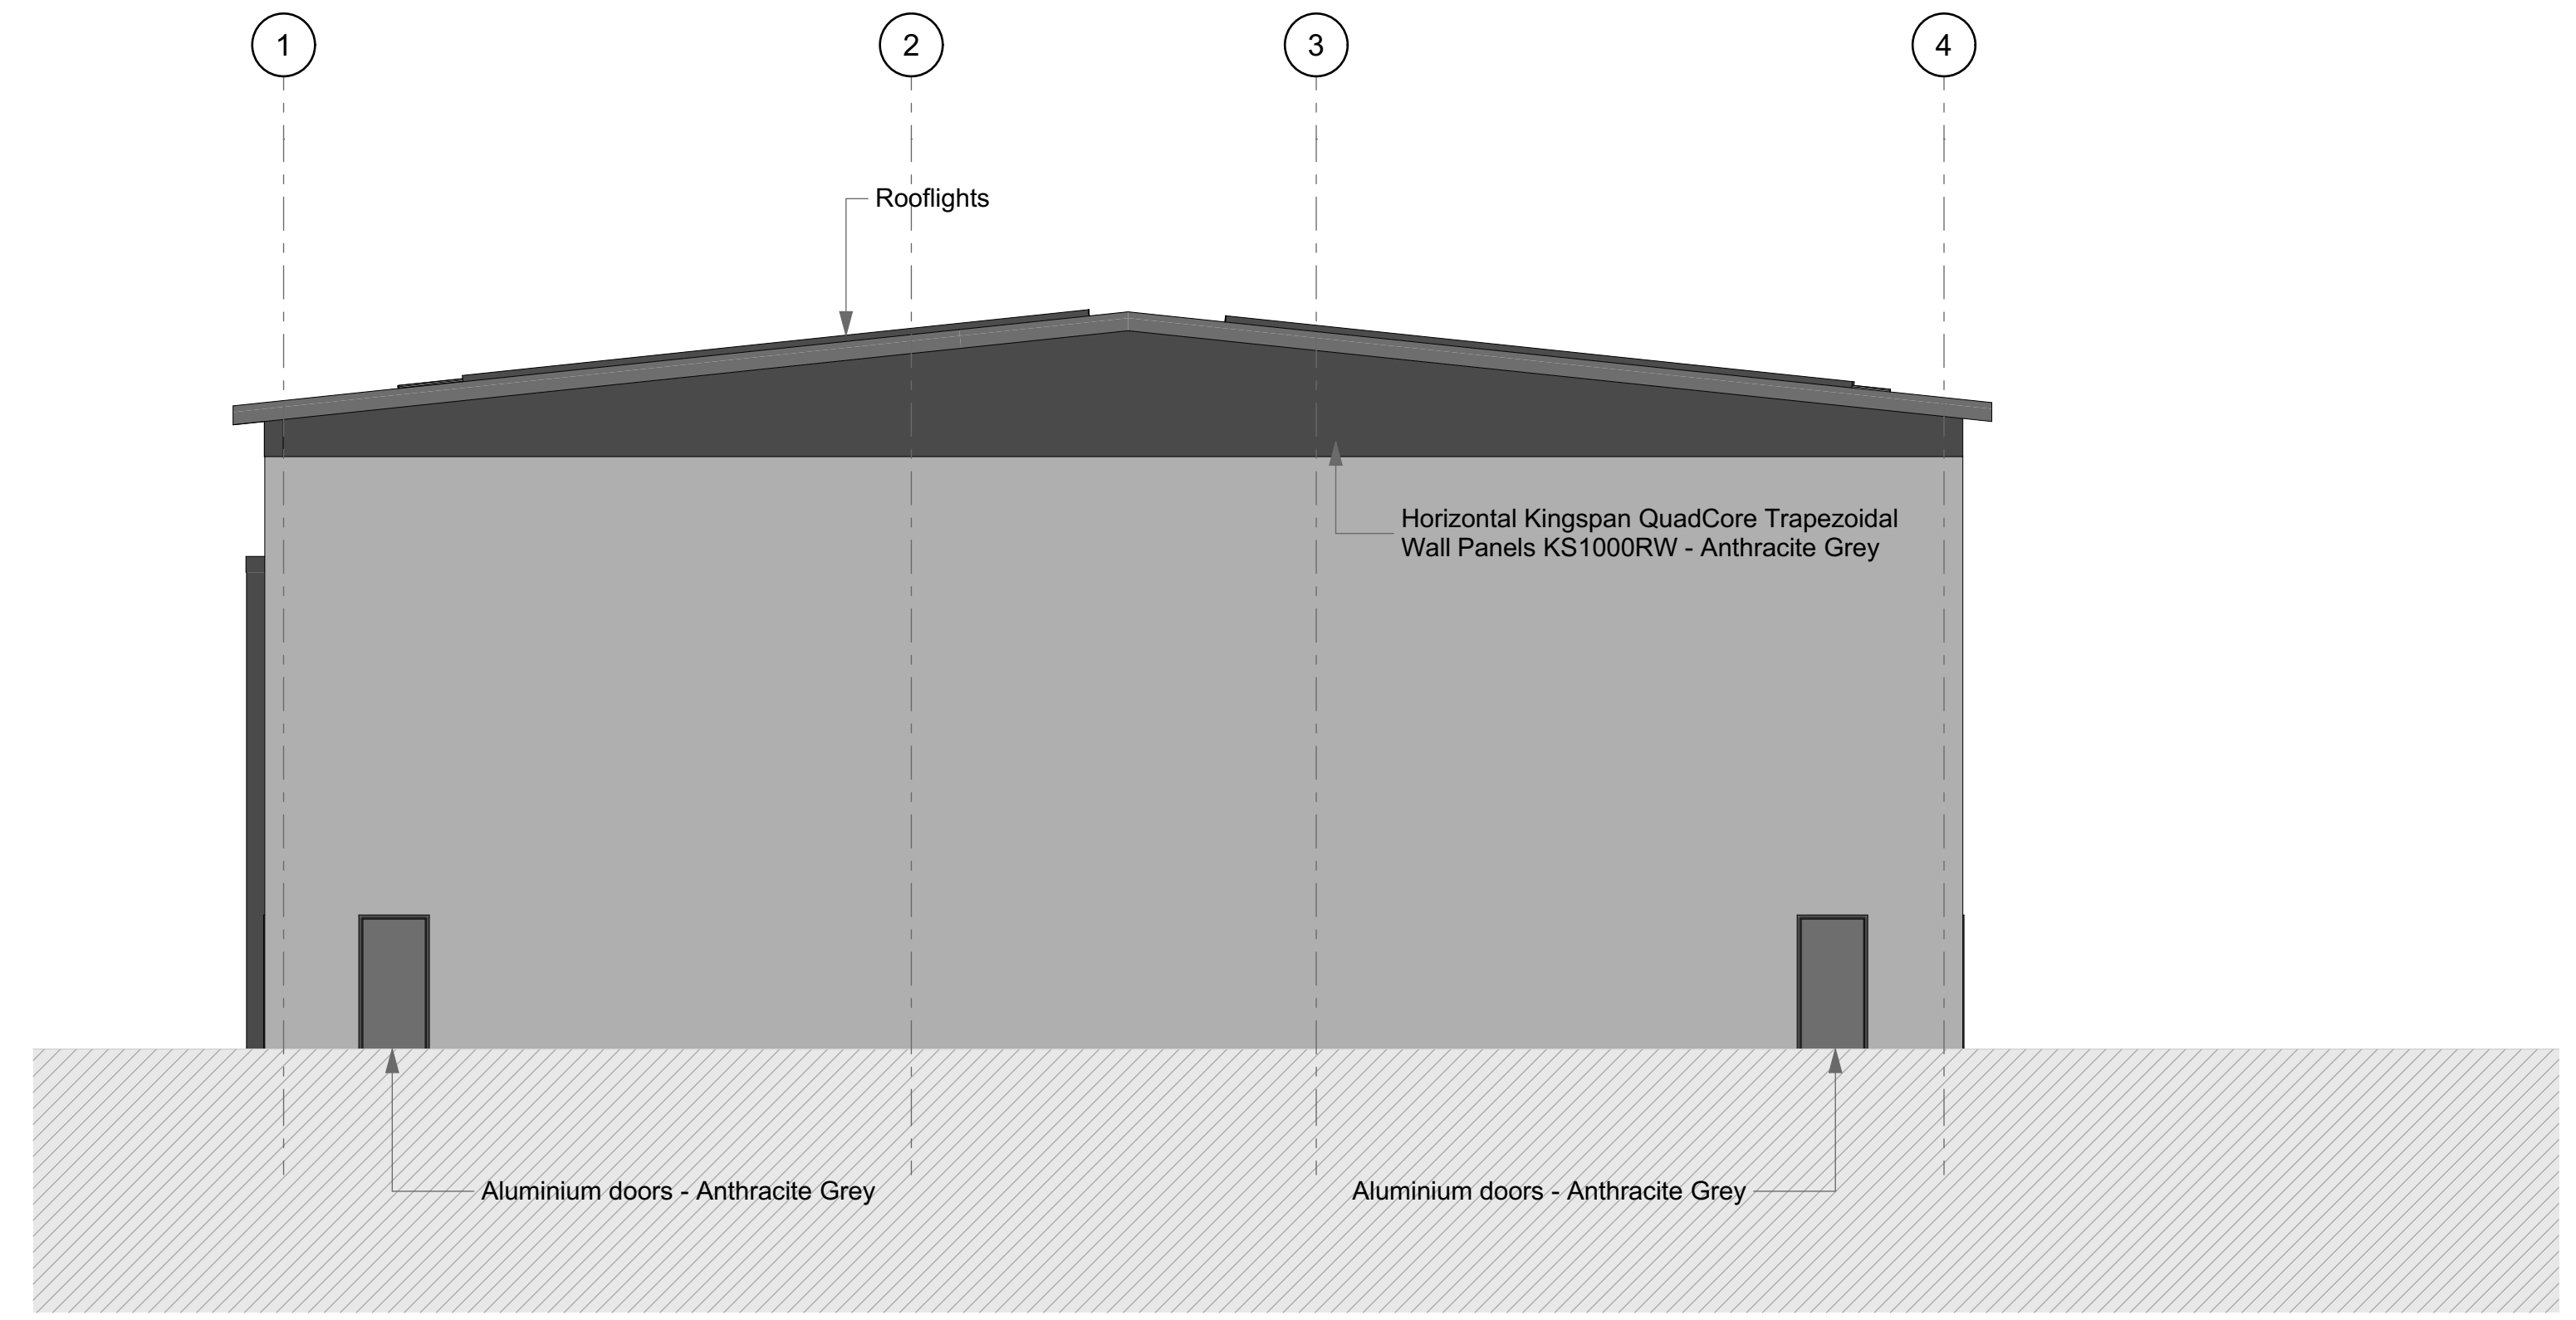 1
2
3
4
Rooflights
Horizontal Kingspan QuadCore Trapezoidal
Wall Panels KS1000RW - Anthracite Grey
Aluminium doors - Anthracite Grey
Aluminium doors - Anthracite Grey